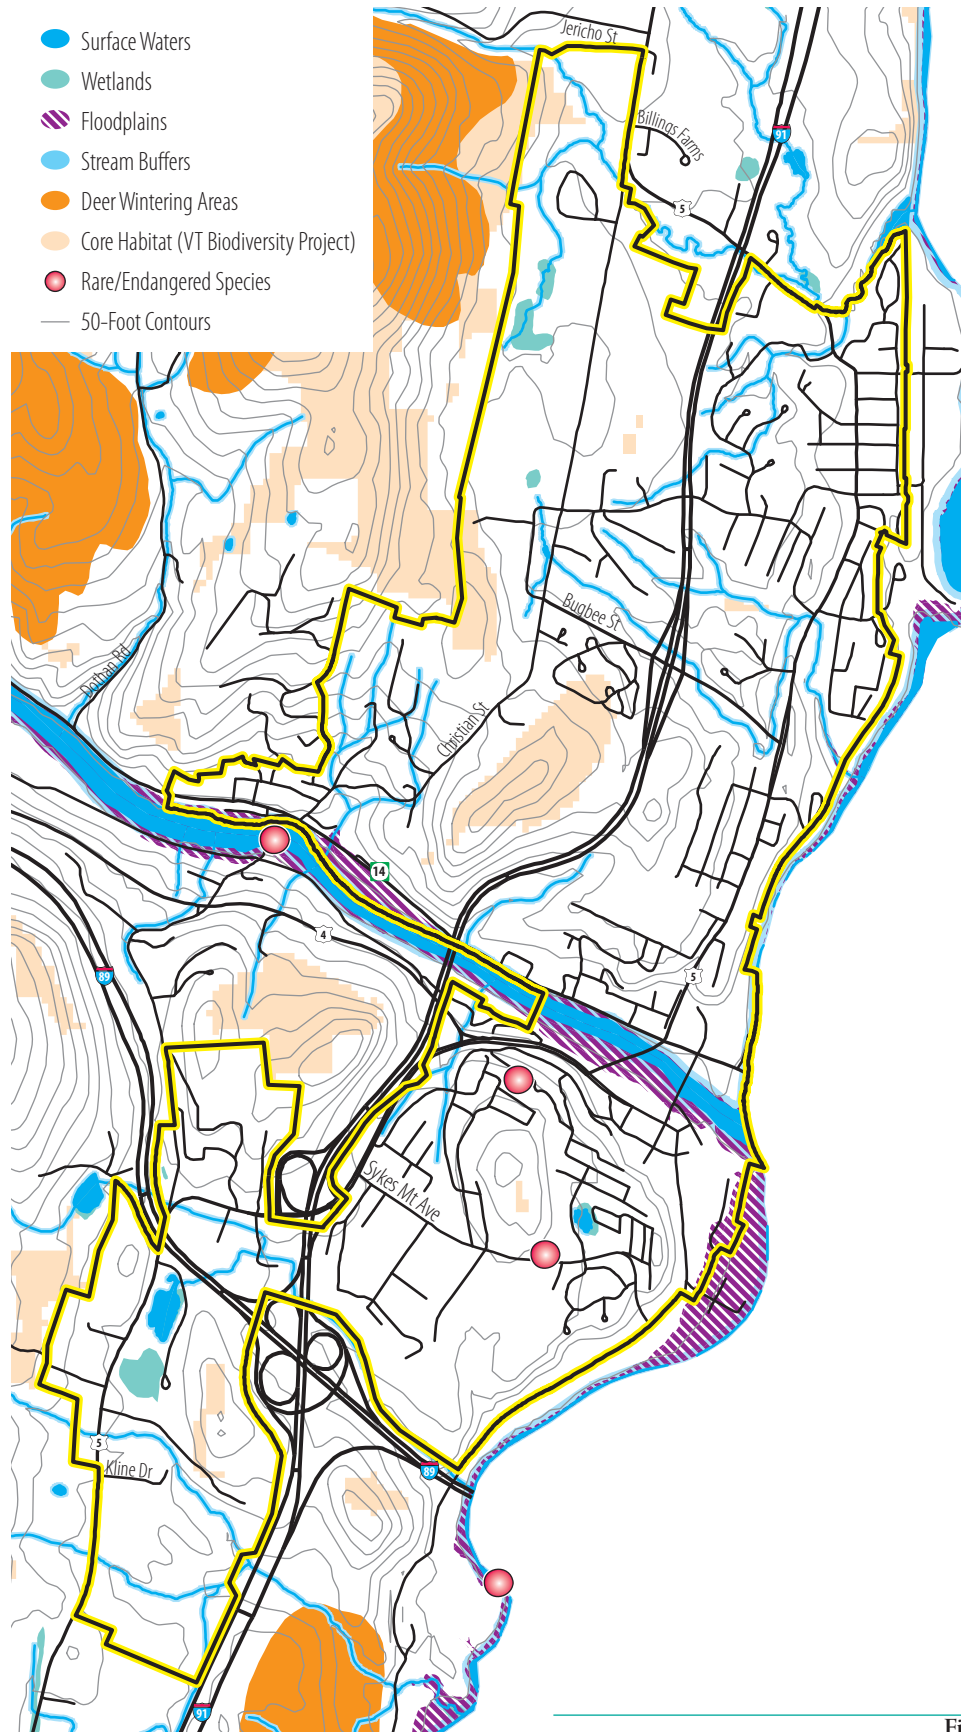 Surface Waters
Wetlands
Floodplains
Stream Buffers
Deer Wintering Areas
Core Habitat (VT Biodiversity Project)
Rare/Endangered Species
50-Foot Contours
Jericho St
Billings Farms
91
5
Bugbee St
Dothan Rd
Christian St
14
4
89
5
Sykes Mt Ave
5
Kline Dr
89
91
Fi